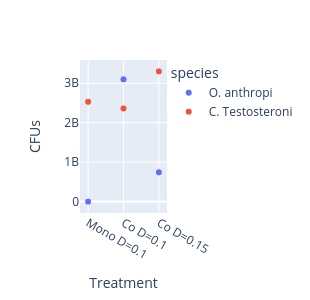 species
O. anthropi
C. Testosteroni
CFUs
3B
2B
1B
0
Mono D=0.1
Co D=0.1
Co D=0.15
Treatment